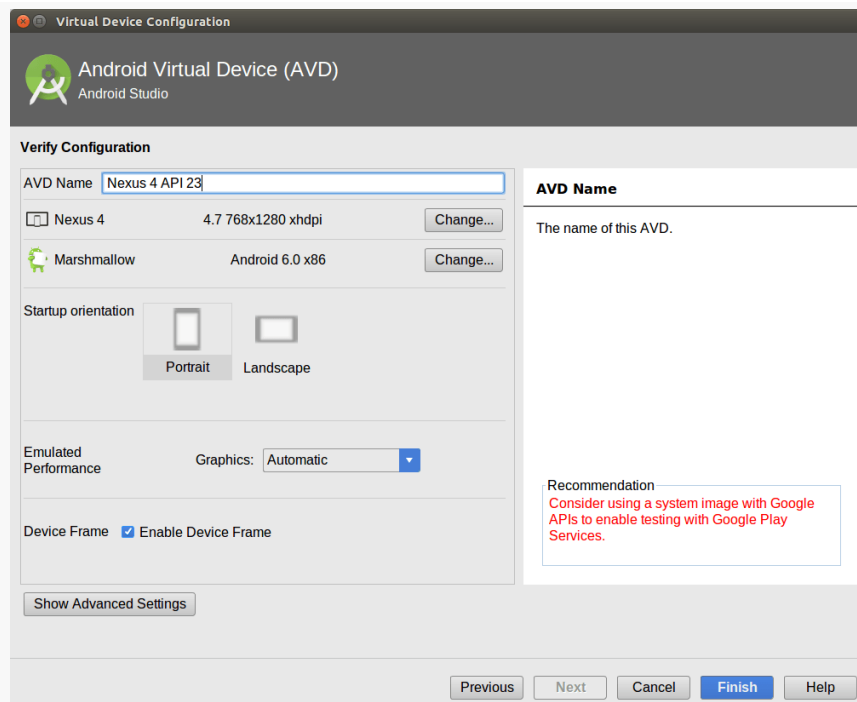 Virtual Device Configuration
Android Virtual Device (AVD)
Android Studio
Verify Configuration
AVD Name Nexus 4 API 23
Nexus 4 4.7 768x1280 xhdpi Change...
Marshmallow Android 6.0 x86 Change...
Startup orientation
Portrait Landscape
Emulated
Performance
Graphics: Automatic
Device Frame Enable Device Frame
Show Advanced Settings
AVD Name
The name of this AVD.
Recommendation
Consider using a system image with Google
APIs to enable testing with Google Play
Services.
Previous Next Cancel Finish Help